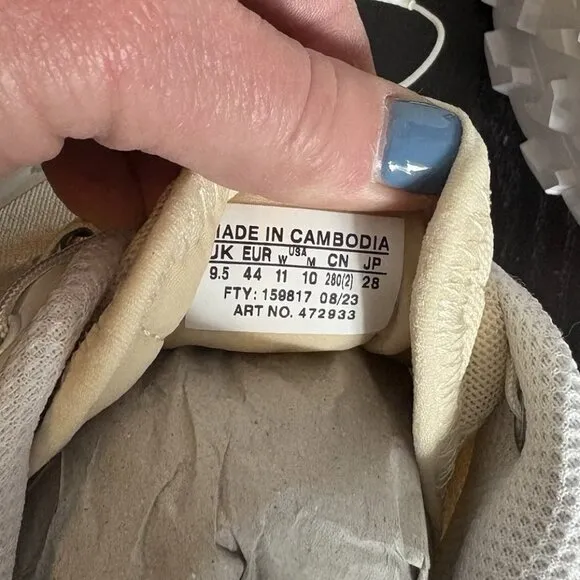 MADE IN CAMBODIA
UK EUR W USA M CN JP
9.5 44 11 10 280(2) 28
FTY: 159817 08/23
ART NO. 472933